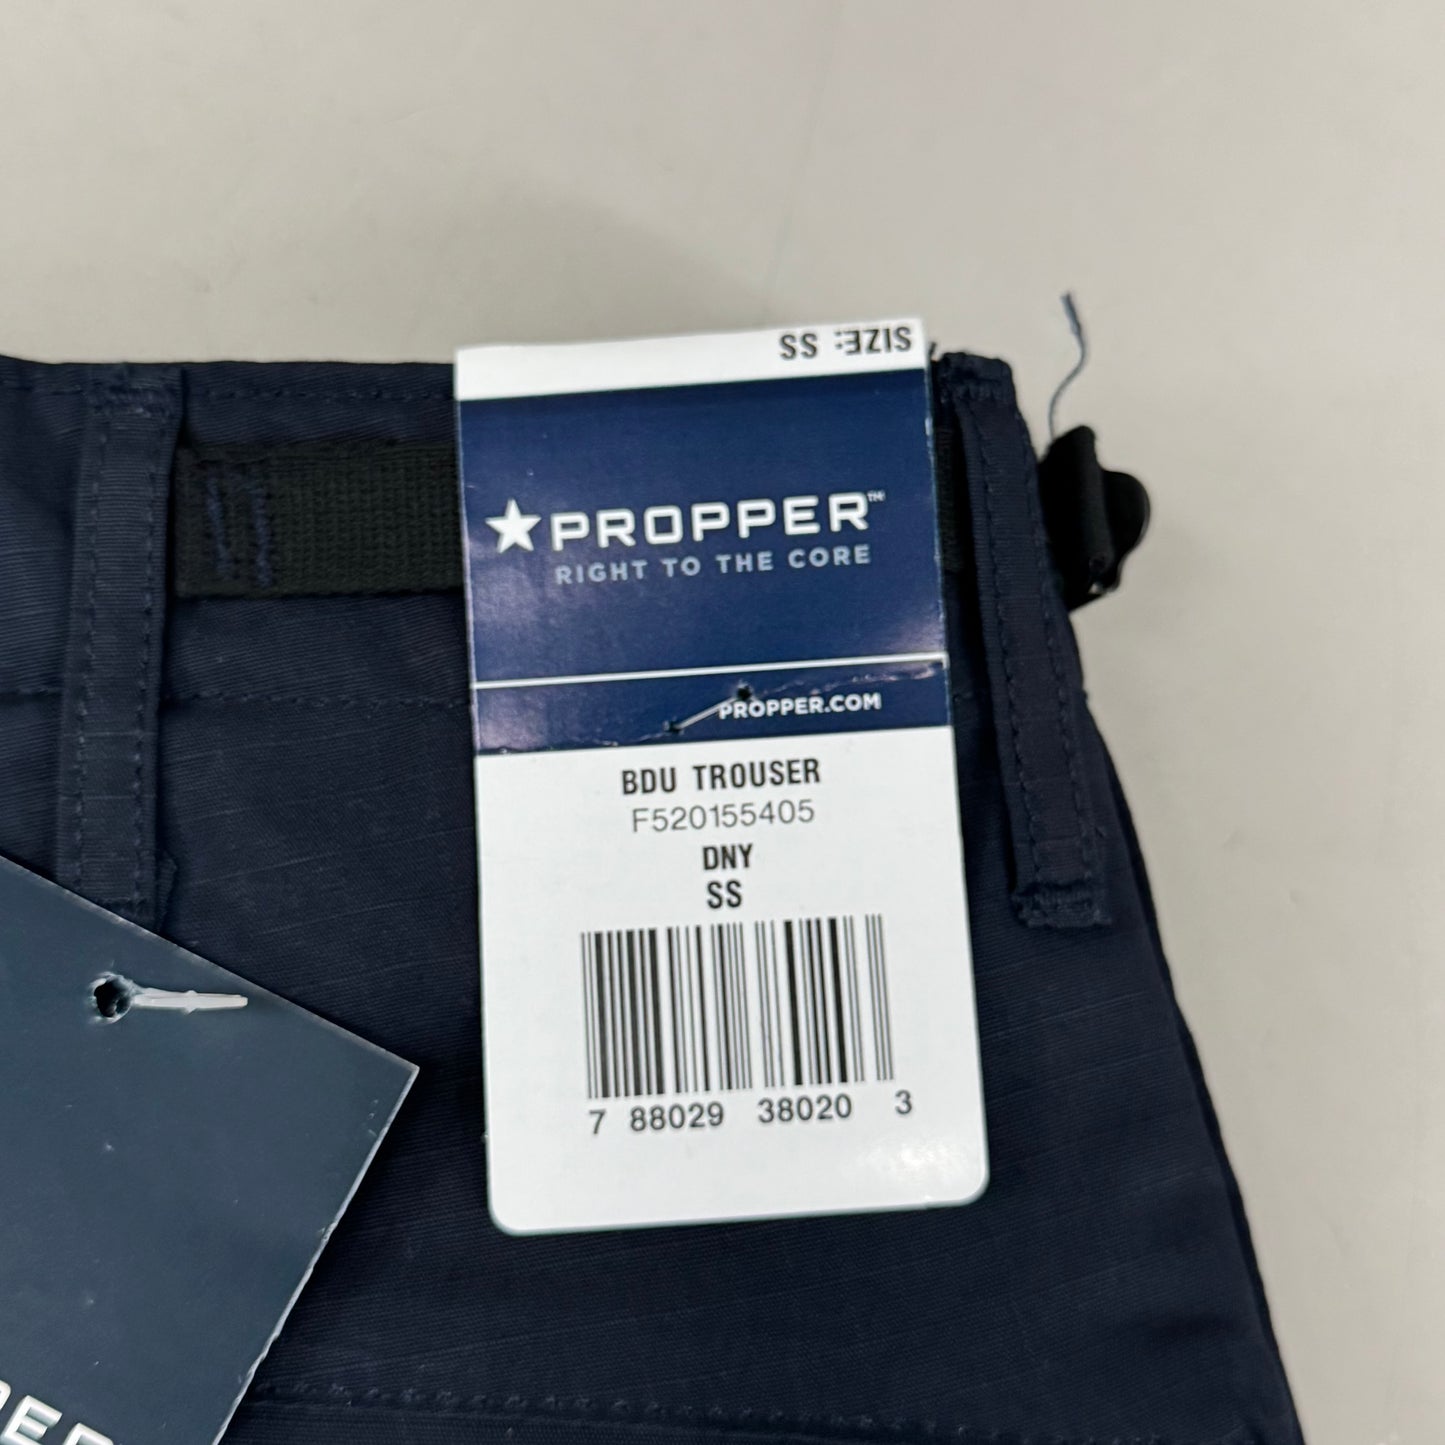 SIZE: SS
PROPPER™
RIGHT TO THE CORE
PROPPER.COM
BDU TROUSER
F520155405
DNY
SS
7 88029 38020 3